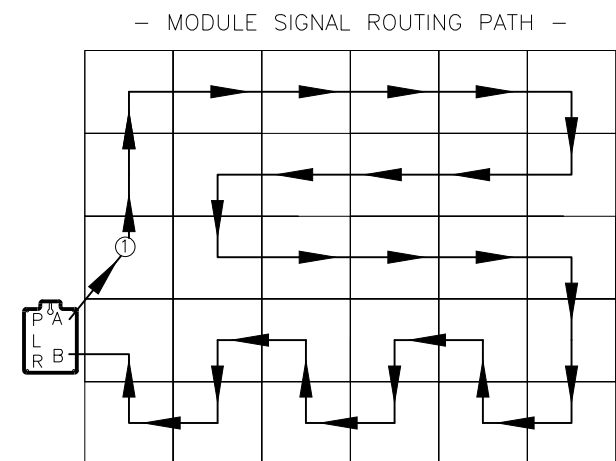 – MODULE SIGNAL ROUTING PATH –
1
P A
L
R B